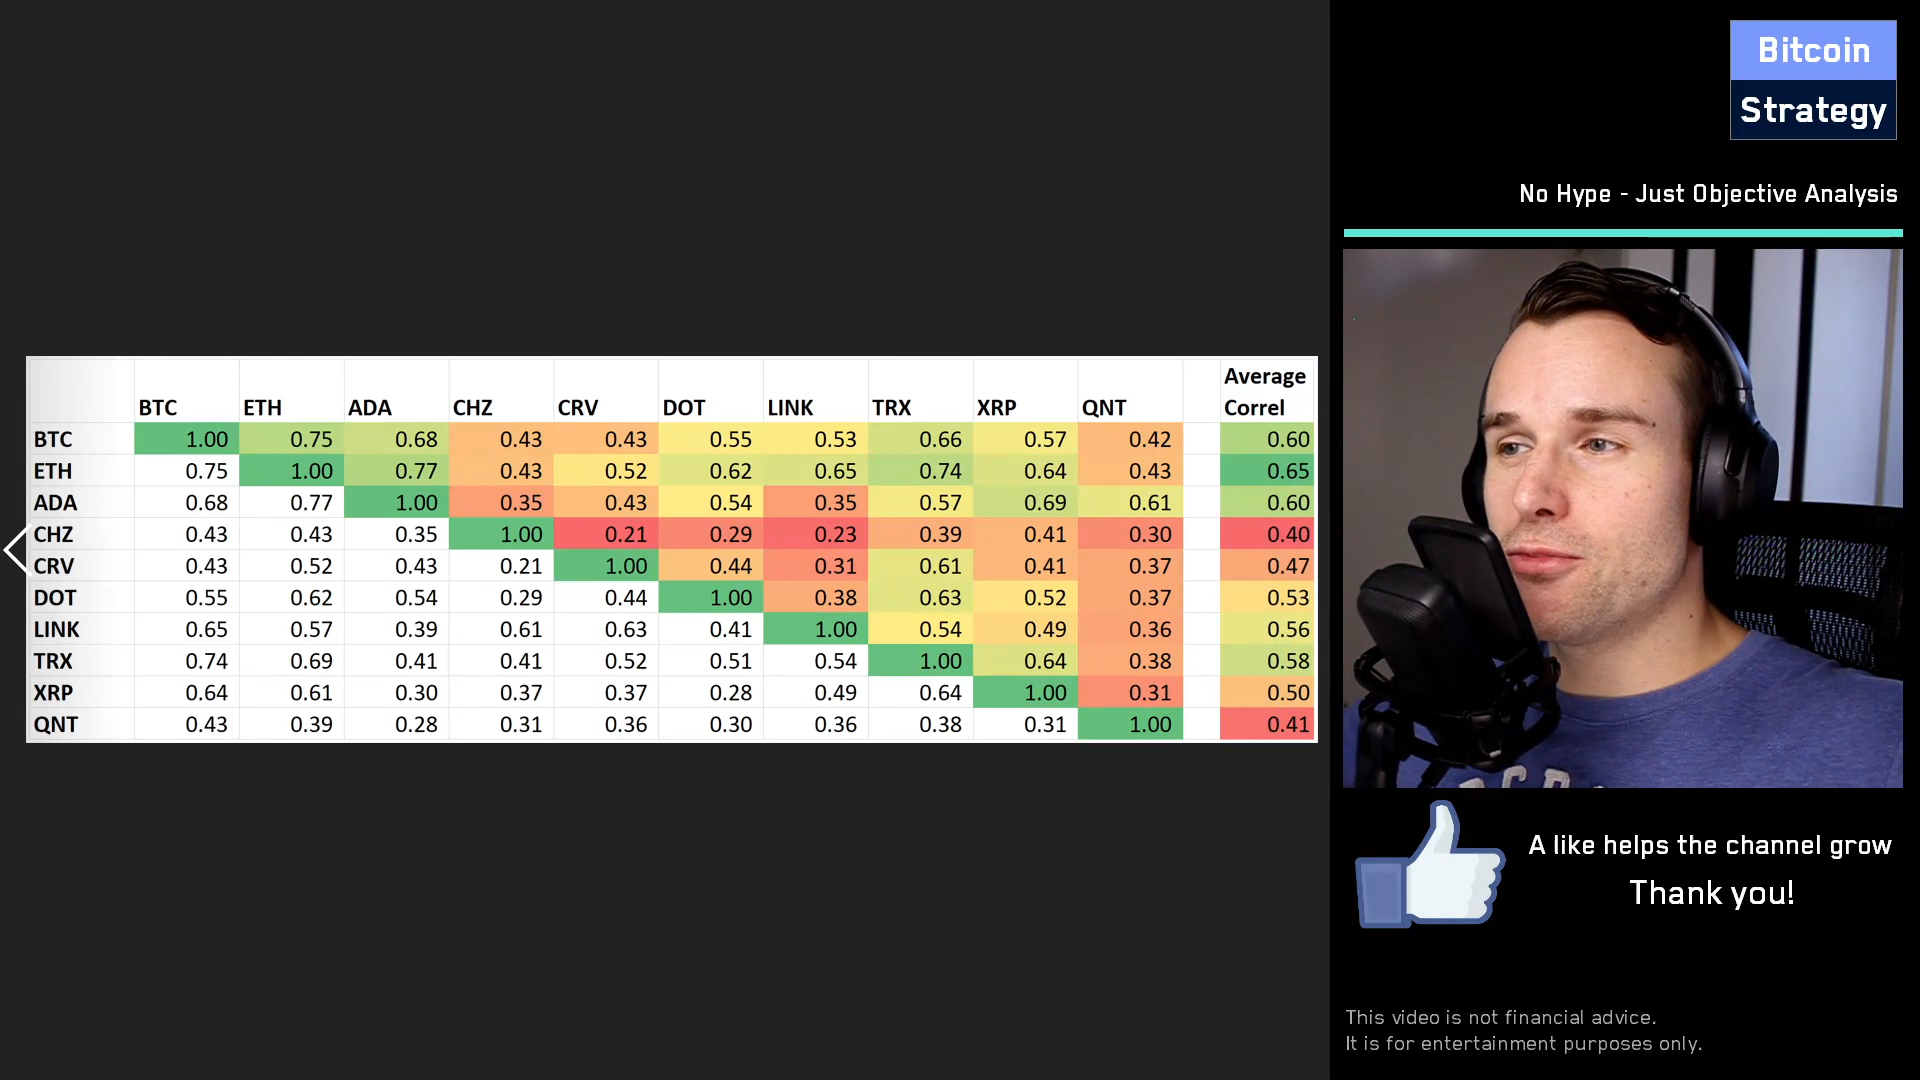 Bitcoin
Strategy
No Hype - Just Objective Analysis
Average
BTC ETH ADA CHZ CRV DOT LINK TRX XRP QNT Correl
BTC 1.00 0.75 0.68 0.43 0.43 0.55 0.53 0.66 0.57 0.42 0.60
ETH 0.75 1.00 0.77 0.43 0.52 0.62 0.65 0.74 0.64 0.43 0.65
ADA 0.68 0.77 1.00 0.35 0.43 0.54 0.35 0.57 0.69 0.61 0.60
CHZ 0.43 0.43 0.35 1.00 0.21 0.29 0.23 0.39 0.41 0.30 0.40
CRV 0.43 0.52 0.43 0.21 1.00 0.44 0.31 0.61 0.41 0.37 0.47
DOT 0.55 0.62 0.54 0.29 0.44 1.00 0.38 0.63 0.52 0.37 0.53
LINK 0.65 0.57 0.39 0.61 0.63 0.41 1.00 0.54 0.49 0.36 0.56
TRX 0.74 0.69 0.41 0.41 0.52 0.51 0.54 1.00 0.64 0.38 0.58
XRP 0.64 0.61 0.30 0.37 0.37 0.28 0.49 0.64 1.00 0.31 0.50
QNT 0.43 0.39 0.28 0.31 0.36 0.30 0.36 0.38 0.31 1.00 0.41
A like helps the channel grow
Thank you!
This video is not financial advice.
It is for entertainment purposes only.